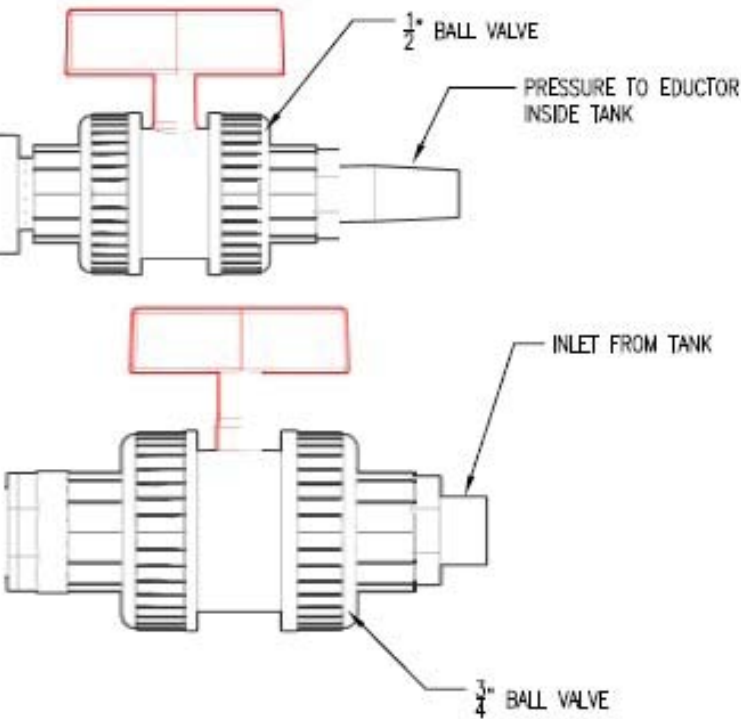 1/2" BALL VALVE
PRESSURE TO EDUCTOR
INSIDE TANK
INLET FROM TANK
3/4" BALL VALVE